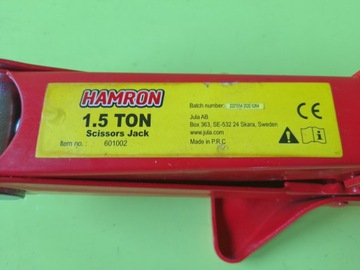 HAMRON
1.5 TON
Scissors Jack
Item no.: 601002
Batch number:
Jula AB
Box 363, SE-532 24 Skara, Sweden
www.jula.com
Made in P.R.C
CE